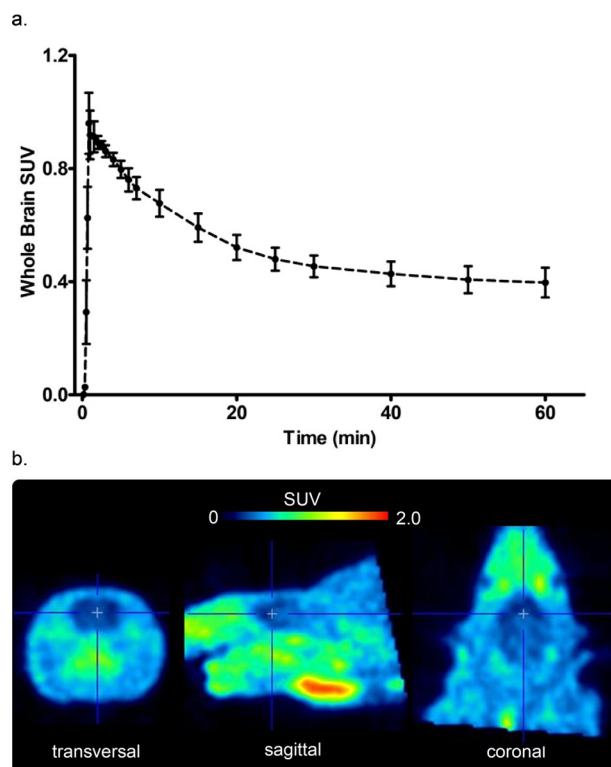 a.
1.2
0.8
0.4
0.0
Whole Brain SUV
0 20 40 60
Time (min)
b.
SUV
0 2.0
transversal sagittal coronal